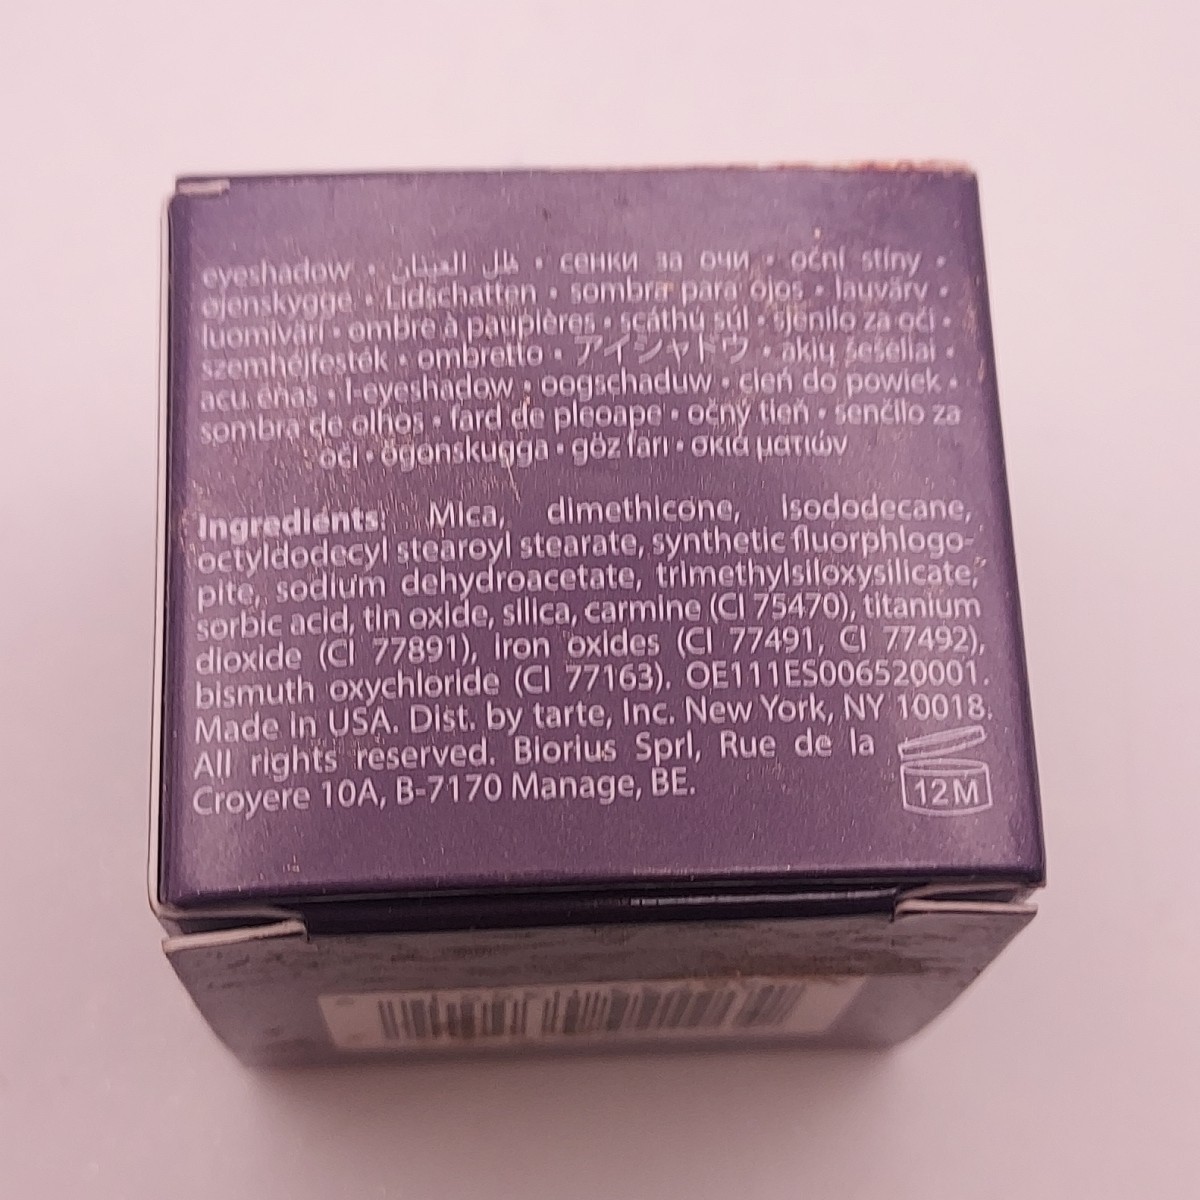 eyeshadow • ظل العينان • сенки за очи • oční stíny •
øjenskygge • Lidschatten • sombra para ojos • lauvärv •
luomiväri • ombre à paupières • scáthú súl • sjenilo za oči •
szemhéjfesték • ombretto • アイシャドウ • akių šešėliai •
acu ēnas • l-eyeshadow • oogschaduw • cień do powiek •
sombra de olhos • fard de pleoape • očný tieň • senčilo za
oči • ögonskugga • göz farı • σκιά ματιών
Ingredients: Mica, dimethicone, isododecane,
octyldodecyl stearoyl stearate, synthetic fluorphlogo-
pite, sodium dehydroacetate, trimethylsiloxysilicate,
sorbic acid, tin oxide, silica, carmine (CI 75470), titanium
dioxide (CI 77891), iron oxides (CI 77491, CI 77492),
bismuth oxychloride (CI 77163). OE111ES006520001.
Made in USA. Dist. by tarte, Inc. New York, NY 10018.
All rights reserved. Biorius Sprl, Rue de la
Croyere 10A, B-7170 Manage, BE.
12M